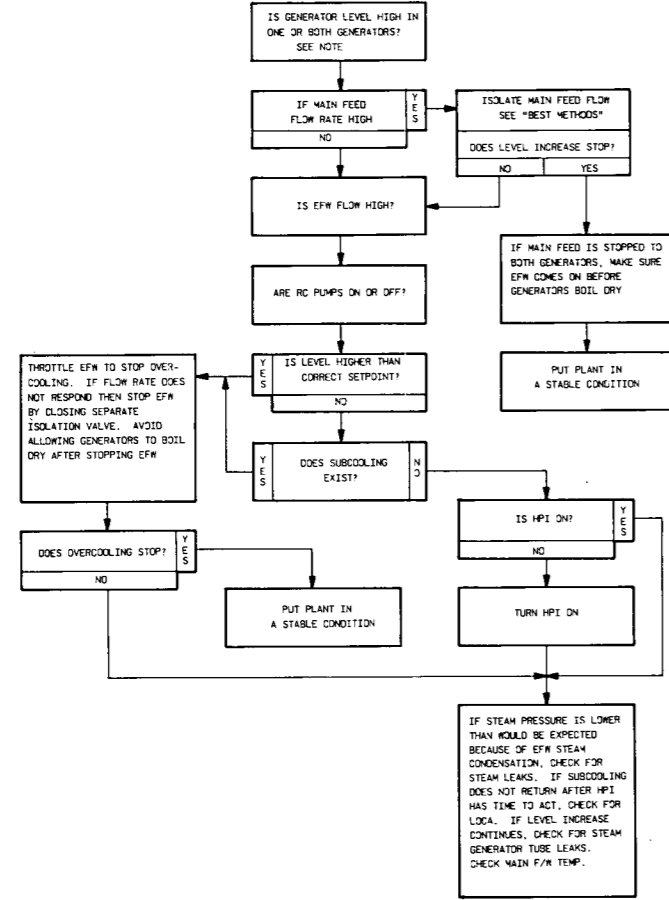 IS GENERATOR LEVEL HIGH IN
ONE OR BOTH GENERATORS?
SEE NOTE
IF MAIN FEED
FLOW RATE HIGH
YES
NO
ISOLATE MAIN FEED FLOW
SEE "BEST METHODS"
DOES LEVEL INCREASE STOP?
NO
YES
IS EFW FLOW HIGH?
IF MAIN FEED IS STOPPED TO
BOTH GENERATORS, MAKE SURE
EFW COMES ON BEFORE
GENERATORS BOIL DRY
ARE RC PUMPS ON OR OFF?
PUT PLANT IN
A STABLE CONDITION
YES
IS LEVEL HIGHER THAN
CORRECT SETPOINT?
NO
THROTTLE EFW TO STOP OVER-
COOLING. IF FLOW RATE DOES
NOT RESPOND THEN STOP EFW
BY CLOSING SEPARATE
ISOLATION VALVE. AVOID
ALLOWING GENERATORS TO BOIL
DRY AFTER STOPPING EFW
YES
DOES SUBCOOLING
EXIST?
NO
IS HPI ON?
YES
NO
DOES OVERCOOLING STOP?
YES
NO
PUT PLANT IN
A STABLE CONDITION
TURN HPI ON
IF STEAM PRESSURE IS LOWER
THAN WOULD BE EXPECTED
BECAUSE OF EFW STEAM
CONDENSATION, CHECK FOR
STEAM LEAKS. IF SUBCOOLING
DOES NOT RETURN AFTER HPI
HAS TIME TO ACT, CHECK FOR
LOCA. IF LEVEL INCREASE
CONTINUES, CHECK FOR STEAM
GENERATOR TUBE LEAKS.
CHECK MAIN F/W TEMP.